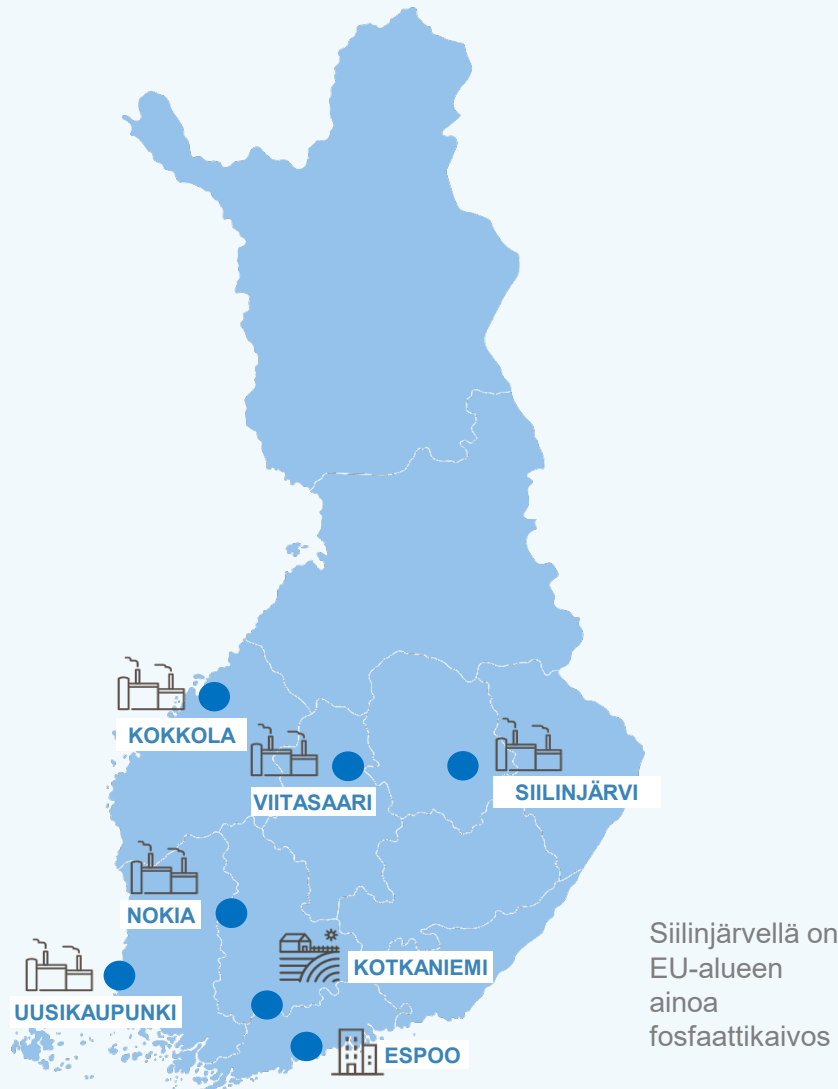 KOKKOLA
VIITASAARI
SIILINJÄRVI
NOKIA
KOTKANIEMI
UUSIKAUPUNKI
ESPOO
Siilinjärvellä on
EU-alueen
ainoa
fosfaattikaivos